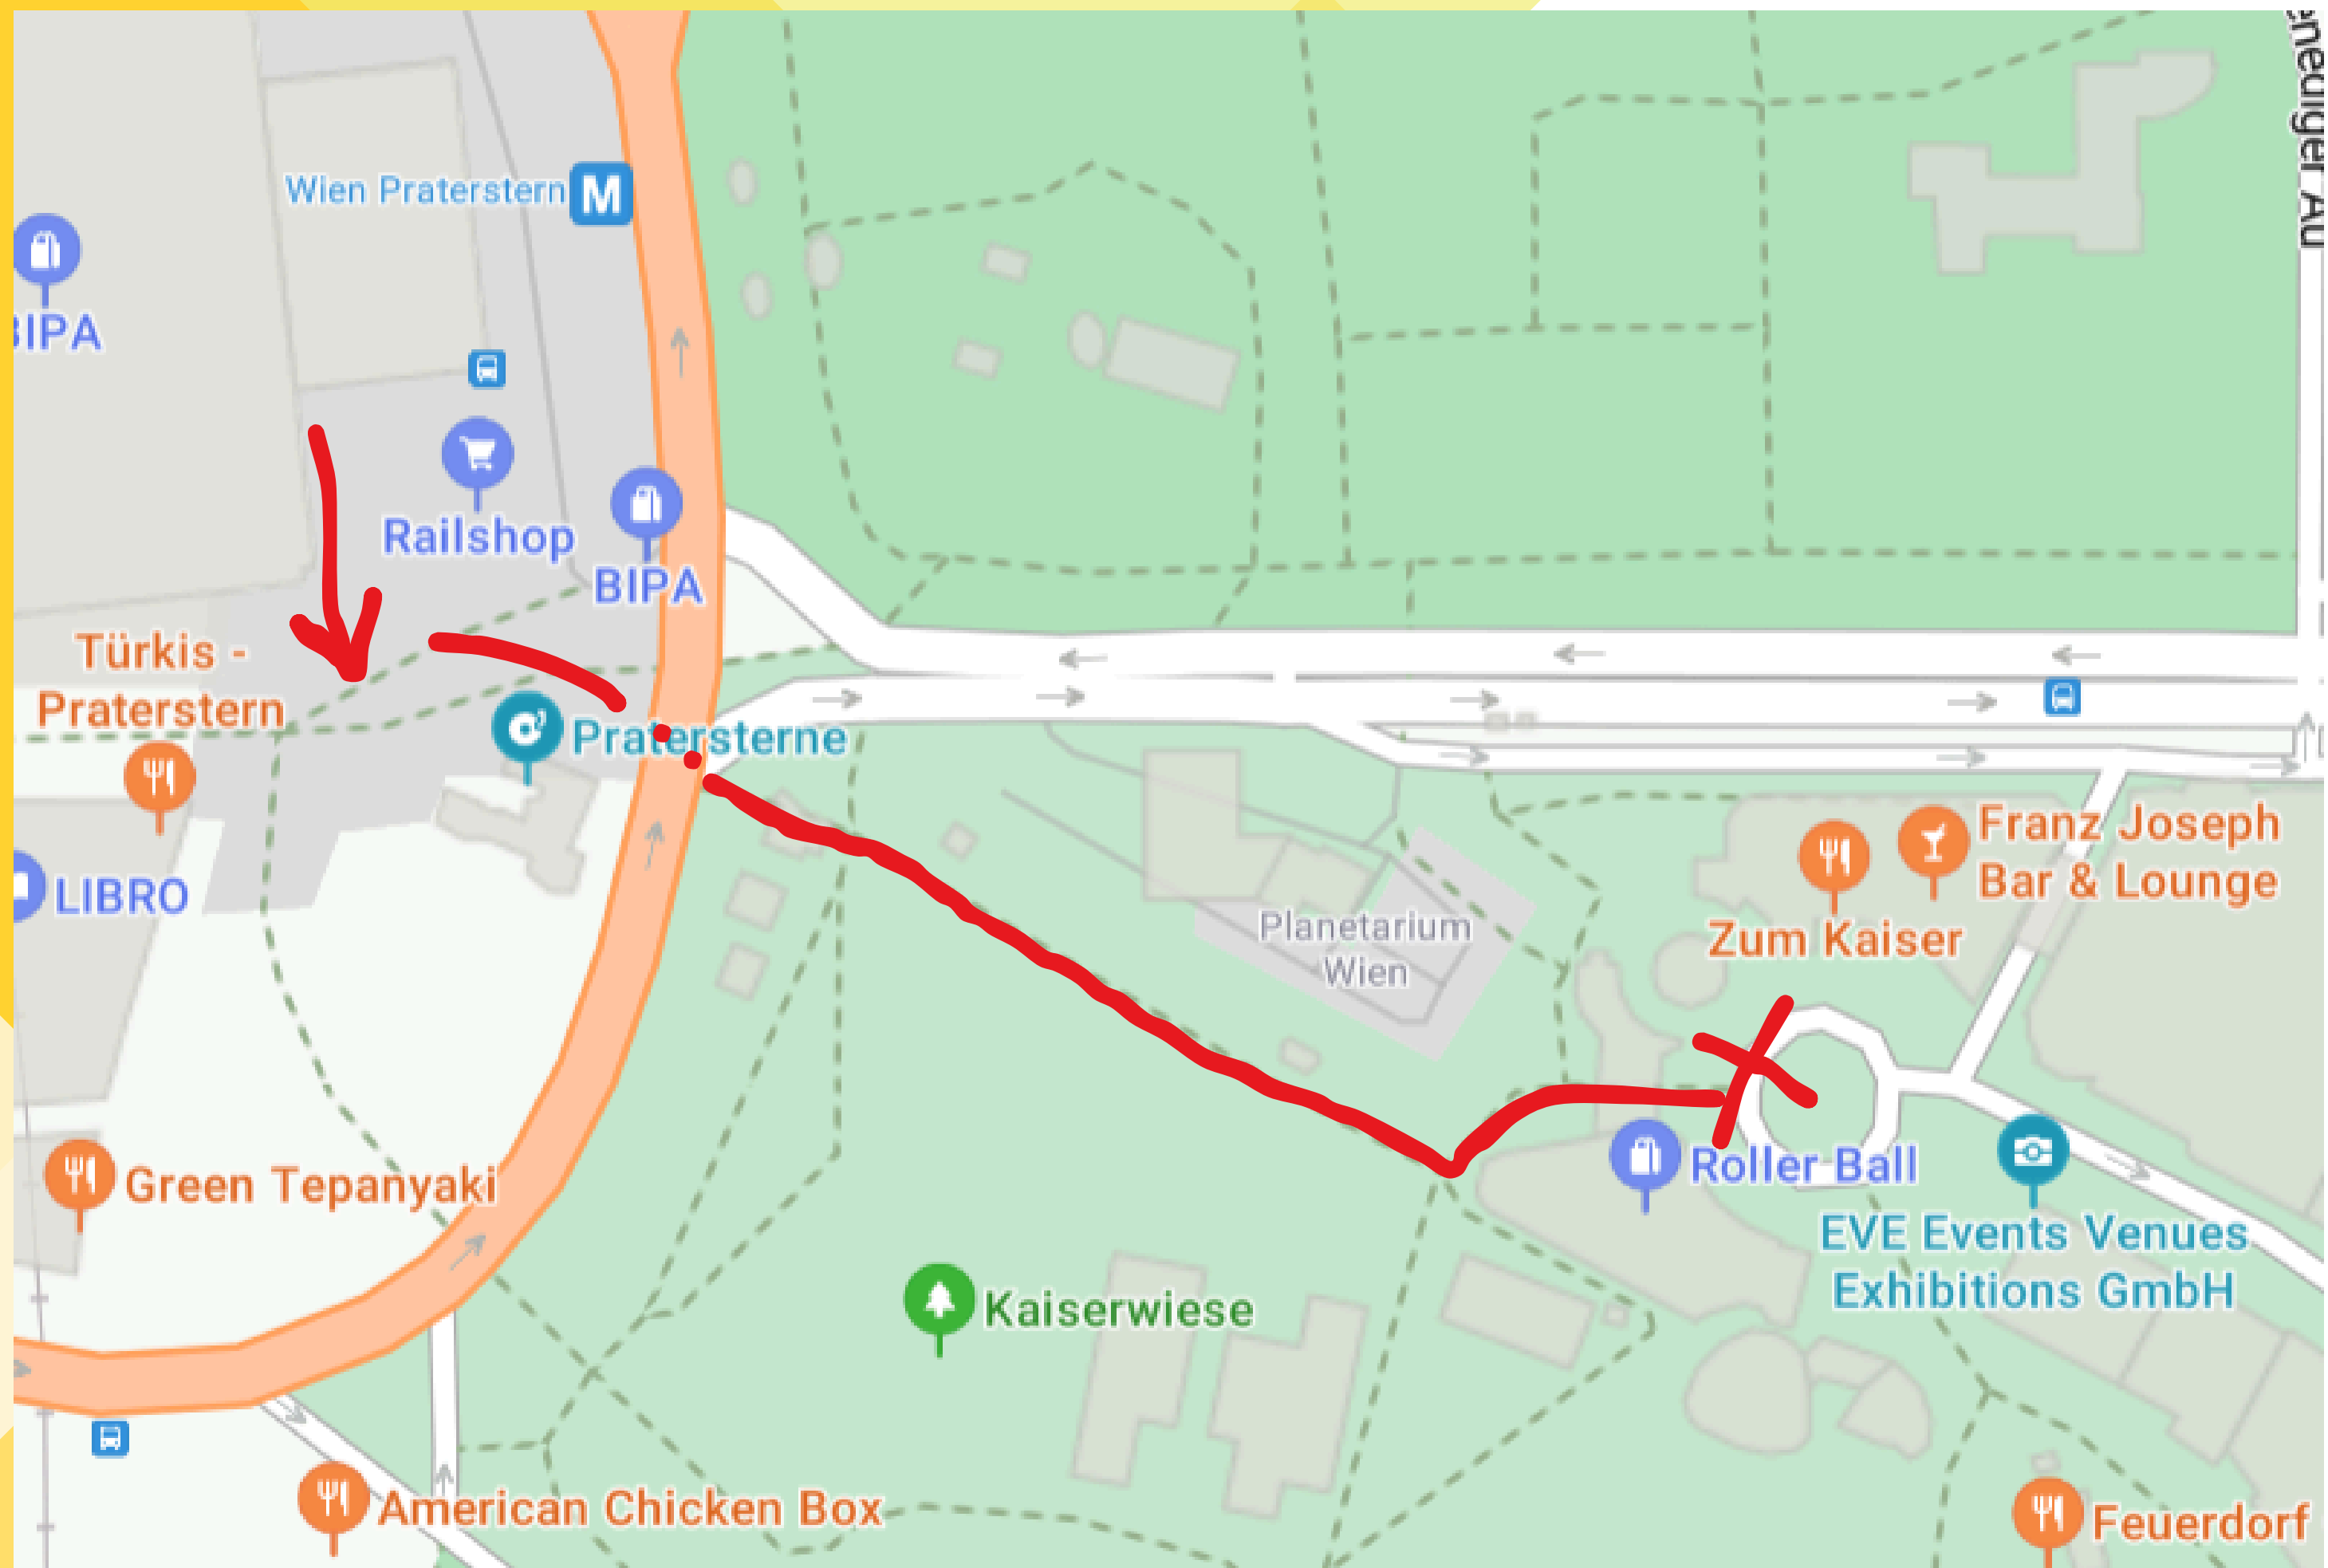 Wien Praterstern
M
BIPA
Railshop
BIPA
Türkis -
Praterstern
Pratersterne
LIBRO
Planetarium
Wien
Franz Joseph
Bar & Lounge
Zum Kaiser
Green Tepanyaki
Roller Ball
EVE Events Venues
Exhibitions GmbH
Kaiserwiese
American Chicken Box
Feuerdorf
Au